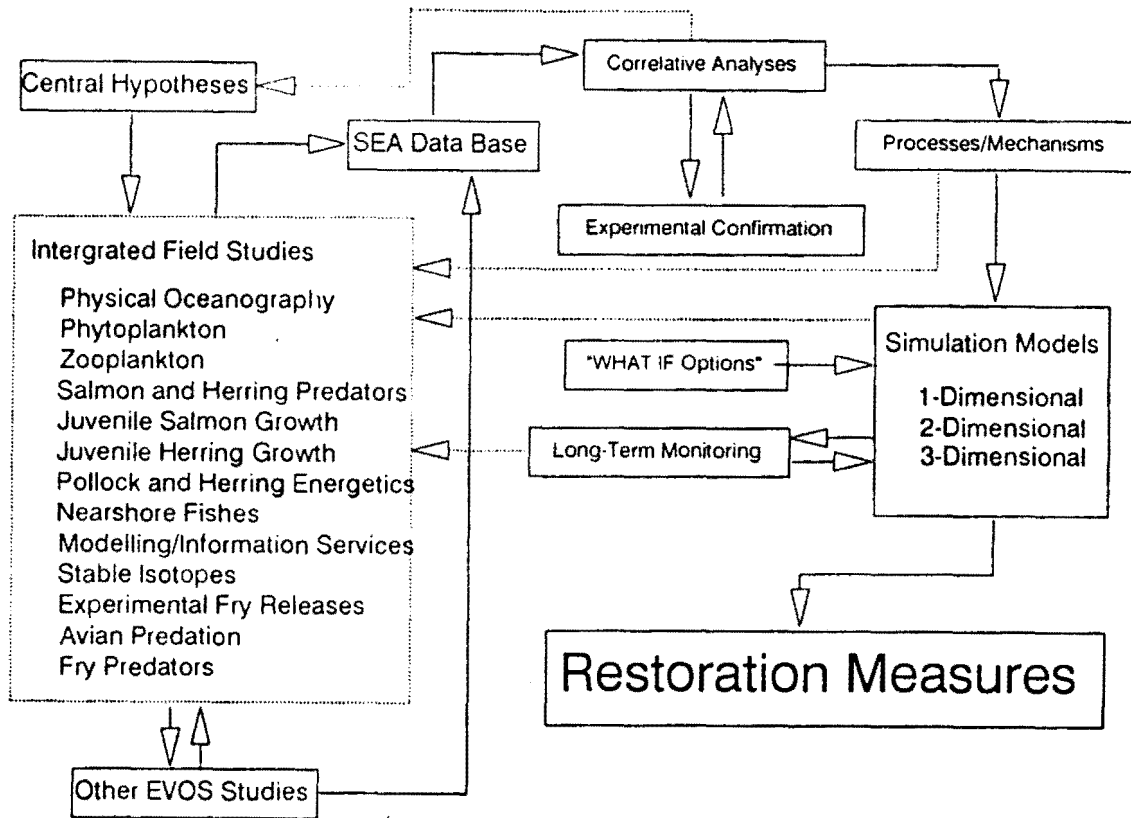 Central Hypotheses
Correlative Analyses
SEA Data Base
Processes/Mechanisms
Experimental Confirmation
Intergrated Field Studies
Physical Oceanography
Phytoplankton
Zooplankton
Salmon and Herring Predators
Juvenile Salmon Growth
Juvenile Herring Growth
Pollock and Herring Energetics
Nearshore Fishes
Modelling/Information Services
Stable Isotopes
Experimental Fry Releases
Avian Predation
Fry Predators
"WHAT IF Options"
Long-Term Monitoring
Simulation Models
1-Dimensional
2-Dimensional
3-Dimensional
Restoration Measures
Other EVOS Studies